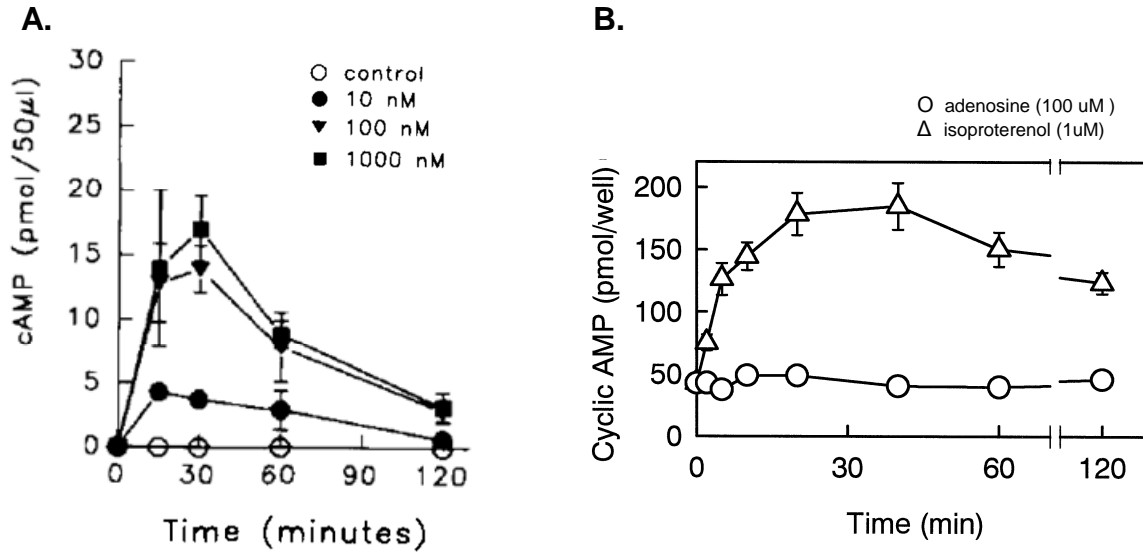 A.
30
25
20
15
10
5
0
cAMP (pmol/50µl)
control
10 nM
100 nM
1000 nM
0 30 60 90 120
Time (minutes)
B.
adenosine (100 uM )
isoproterenol (1uM)
200
150
100
50
0
Cyclic AMP (pmol/well)
0 30 60 120
Time (min)